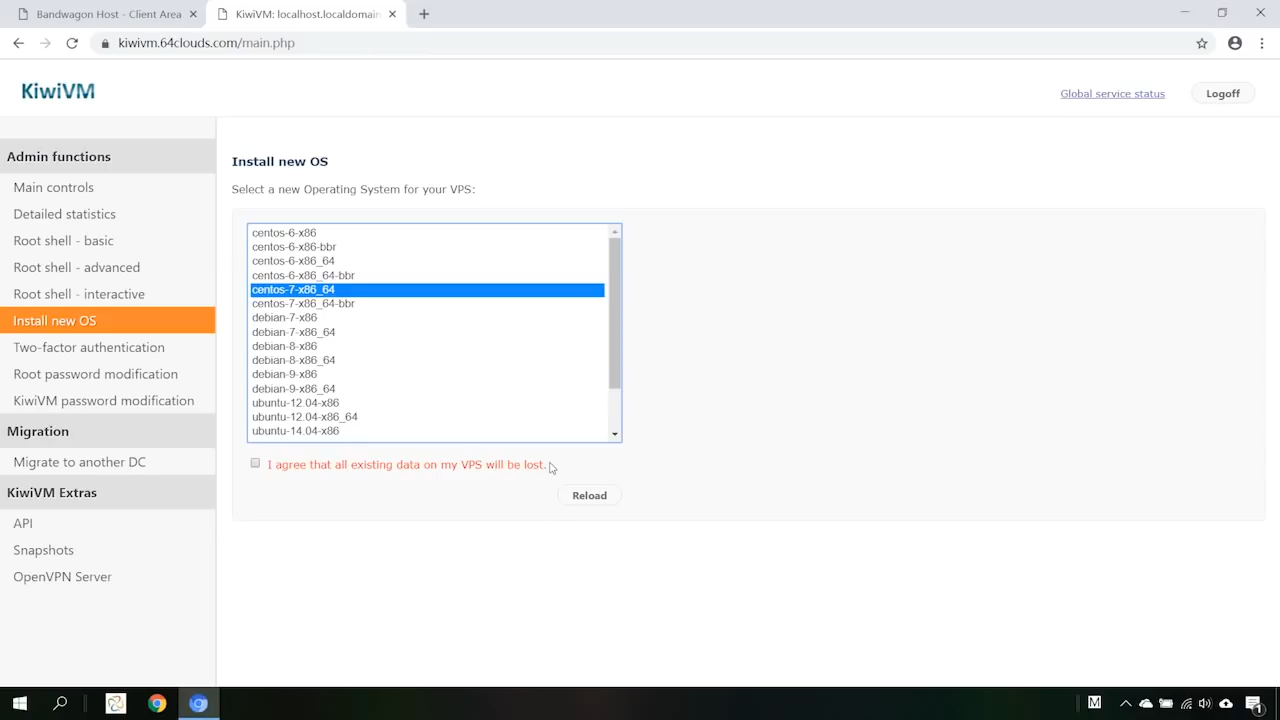 Bandwagon Host - Client Area
KiwiVM: localhost.localdomain
kiwivm.64clouds.com/main.php
KiwiVM
Global service status
Logoff
Admin functions
Main controls
Detailed statistics
Root shell - basic
Root shell - advanced
Root shell - interactive
Install new OS
Two-factor authentication
Root password modification
KiwiVM password modification
Migration
Migrate to another DC
KiwiVM Extras
API
Snapshots
OpenVPN Server
Install new OS
Select a new Operating System for your VPS:
centos-6-x86
centos-6-x86-bbr
centos-6-x86_64
centos-6-x86_64-bbr
centos-7-x86_64
centos-7-x86_64-bbr
debian-7-x86
debian-7-x86_64
debian-8-x86
debian-8-x86_64
debian-9-x86
debian-9-x86_64
ubuntu-12.04-x86
ubuntu-12.04-x86_64
ubuntu-14.04-x86
I agree that all existing data on my VPS will be lost.
Reload
M
1